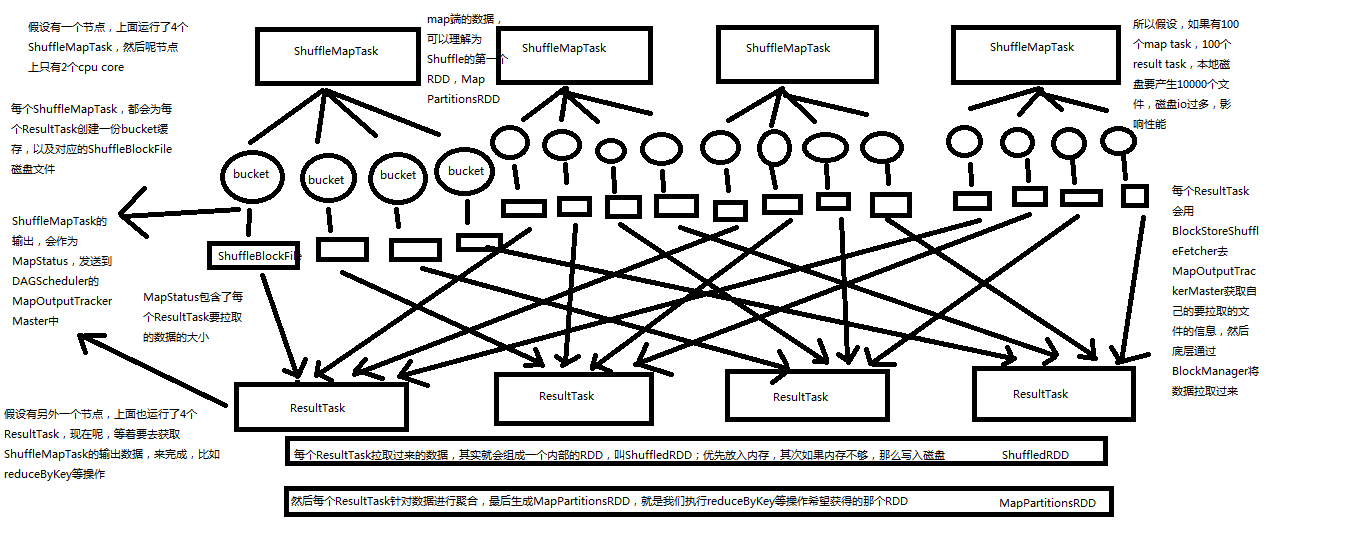 假设有一个节点，上面运行了4个
ShuffleMapTask，然后呢节点
上只有2个cpu core
ShuffleMapTask
map端的数据，
可以理解为
Shuffle的第一个
RDD，Map
PartitionsRDD
ShuffleMapTask
ShuffleMapTask
ShuffleMapTask
所以假设，如果有100
个map task，100个
result task，本地磁
盘要产生10000个文
件，磁盘io过多，影
响性能
每个ShuffleMapTask，都会为每
个ResultTask创建一份bucket缓
存，以及对应的ShuffleBlockFile
磁盘文件
bucket
bucket
bucket
bucket
ShuffleMapTask的
输出，会作为
MapStatus，发送到
DAGScheduler的
MapOutputTracker
Master中
ShuffleBlockFile
MapStatus包含了每
个ResultTask要拉取
的数据的大小
每个ResultTask
会用
BlockStoreShuffl
eFetcher去
MapOutputTrac
kerMaster获取自
己的要拉取的文
件的信息，然后
底层通过
BlockManager将
数据拉取过来
ResultTask
ResultTask
ResultTask
ResultTask
假设有另外一个节点，上面也运行了4个
ResultTask，现在呢，等着要去获取
ShuffleMapTask的输出数据，来完成，比如
reduceByKey等操作
每个ResultTask拉取过来的数据，其实就会组成一个内部的RDD，叫ShuffledRDD；优先放入内存，其次如果内存不够，那么写入磁盘
ShuffledRDD
然后每个ResultTask针对数据进行聚合，最后生成MapPartitionsRDD，就是我们执行reduceByKey等操作希望获得的那个RDD
MapPartitionsRDD